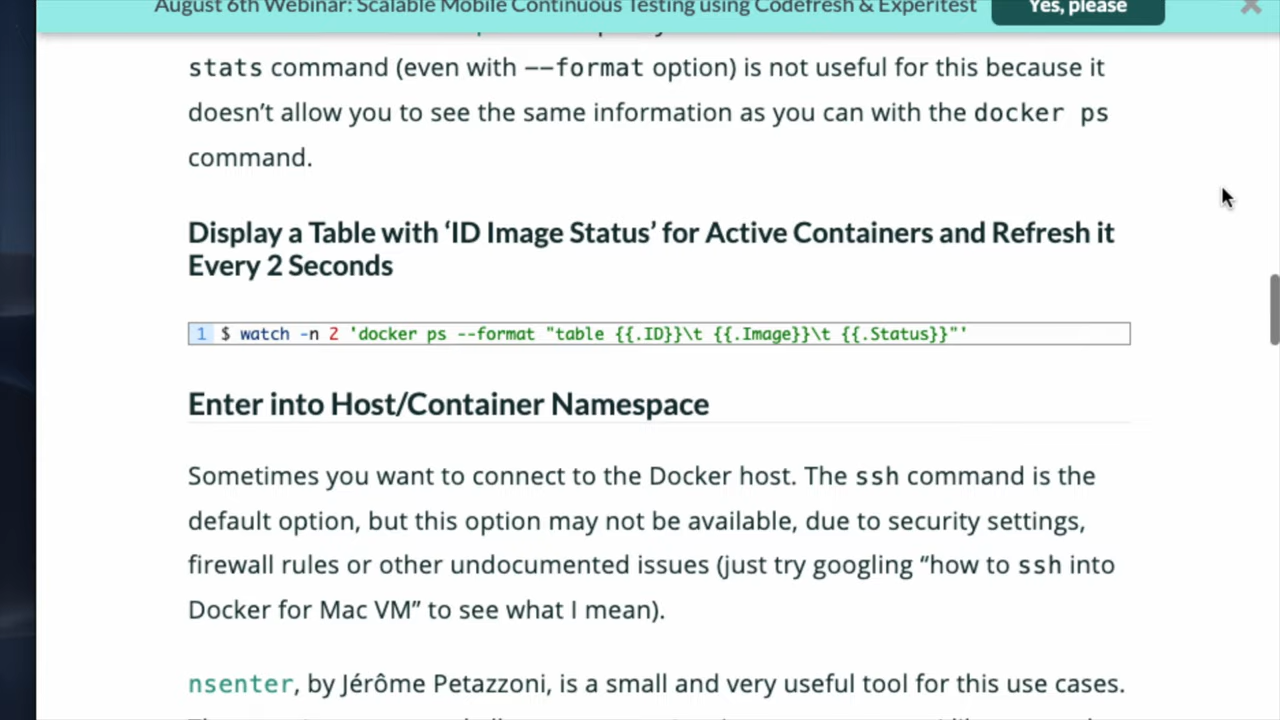 August 6th Webinar: Scalable Mobile Continuous Testing using Codefresh & Experitest
Yes, please
stats command (even with --format option) is not useful for this because it
doesn’t allow you to see the same information as you can with the docker ps
command.
Display a Table with ‘ID Image Status’ for Active Containers and Refresh it
Every 2 Seconds
1 $ watch -n 2 'docker ps --format "table {{.ID}}\t {{.Image}}\t {{.Status}}"'
Enter into Host/Container Namespace
Sometimes you want to connect to the Docker host. The ssh command is the
default option, but this option may not be available, due to security settings,
firewall rules or other undocumented issues (just try googling “how to ssh into
Docker for Mac VM” to see what I mean).
nsenter, by Jérôme Petazzoni, is a small and very useful tool for this use cases.